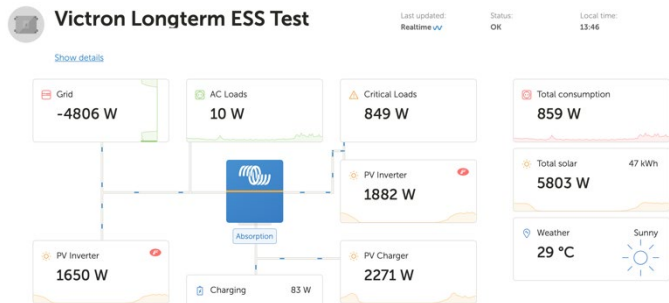 Victron Longterm ESS Test
Last updated:
Realtime
Status:
OK
Local time:
13:46
Show details
Grid
-4806 W
AC Loads
10 W
Critical Loads
849 W
Total consumption
859 W
PV Inverter
1882 W
Total solar
47 kWh
5803 W
Absorption
Weather
Sunny
29 °C
PV Inverter
1650 W
PV Charger
2271 W
Charging
83 W